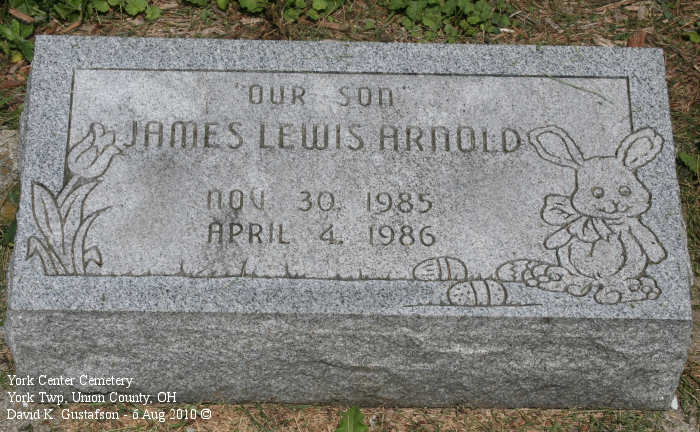 "OUR SON"
JAMES LEWIS ARNOLD
NOV. 30, 1985
APRIL 4, 1986
York Center Cemetery
York Twp, Union County, OH
David K. Gustafson - 6 Aug 2010 ©